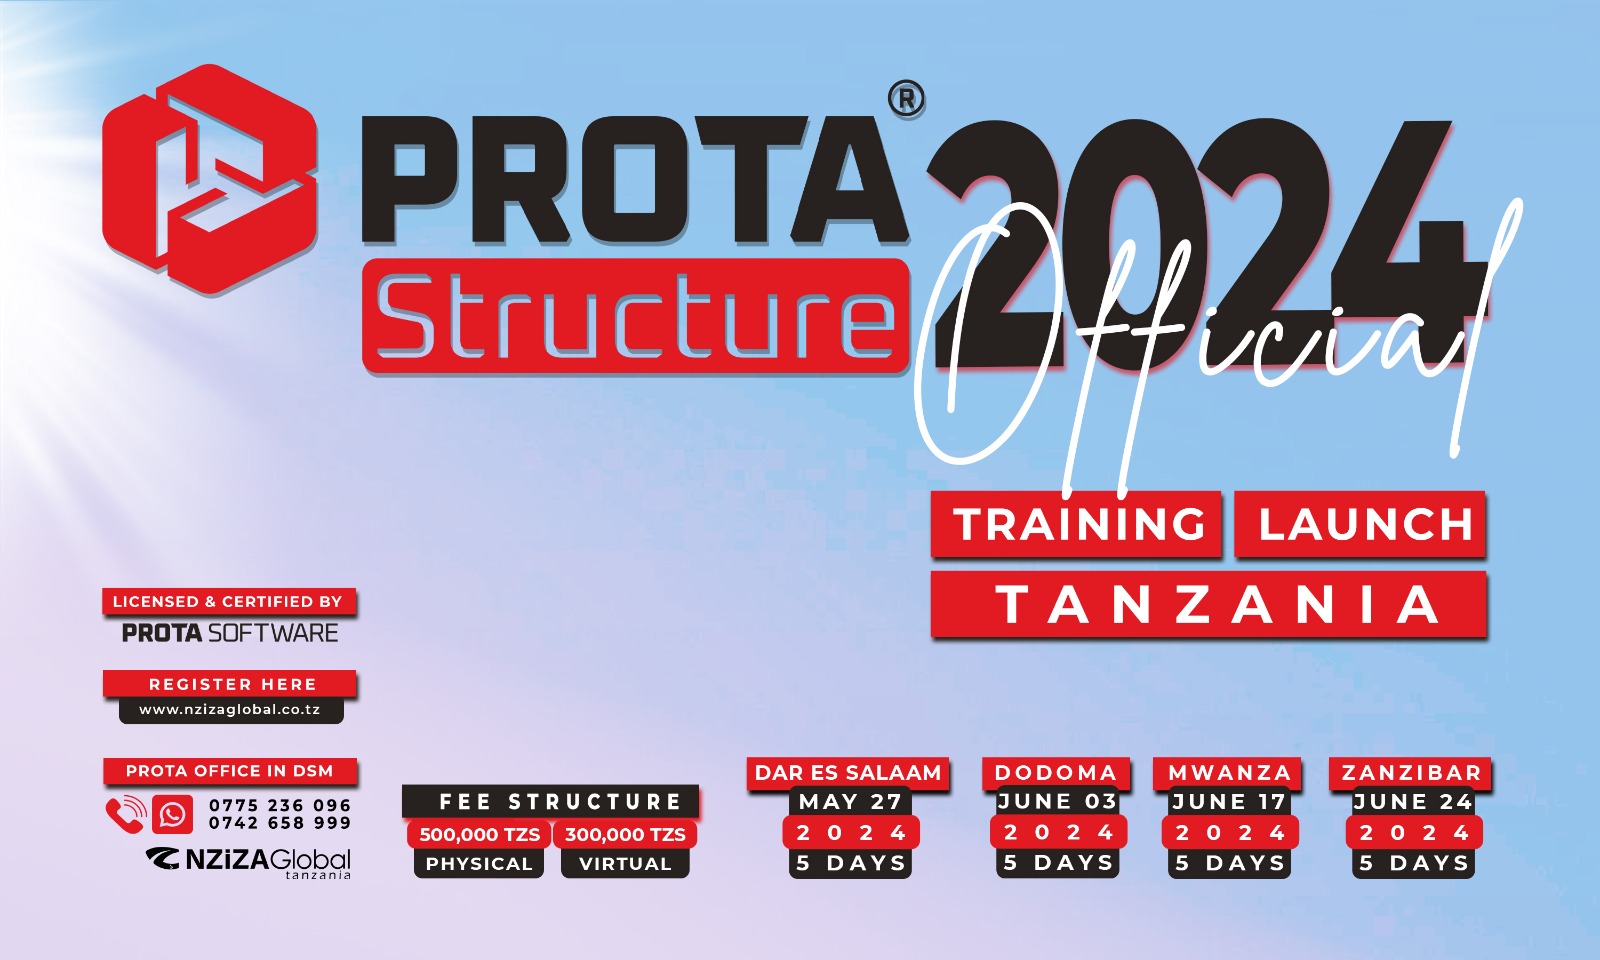 PROTA® 2024
Structure
Official
TRAINING LAUNCH
TANZANIA
LICENSED & CERTIFIED BY
PROTA SOFTWARE
REGISTER HERE
www.nzizaglobal.co.tz
PROTA OFFICE IN DSM
0775 236 096
0742 658 999
NZiZAGlobal
tanzania
FEE STRUCTURE
500,000 TZS 300,000 TZS
PHYSICAL VIRTUAL
DAR ES SALAAM
MAY 27
2024
5 DAYS
DODOMA
JUNE 03
2024
5 DAYS
MWANZA
JUNE 17
2024
5 DAYS
ZANZIBAR
JUNE 24
2024
5 DAYS